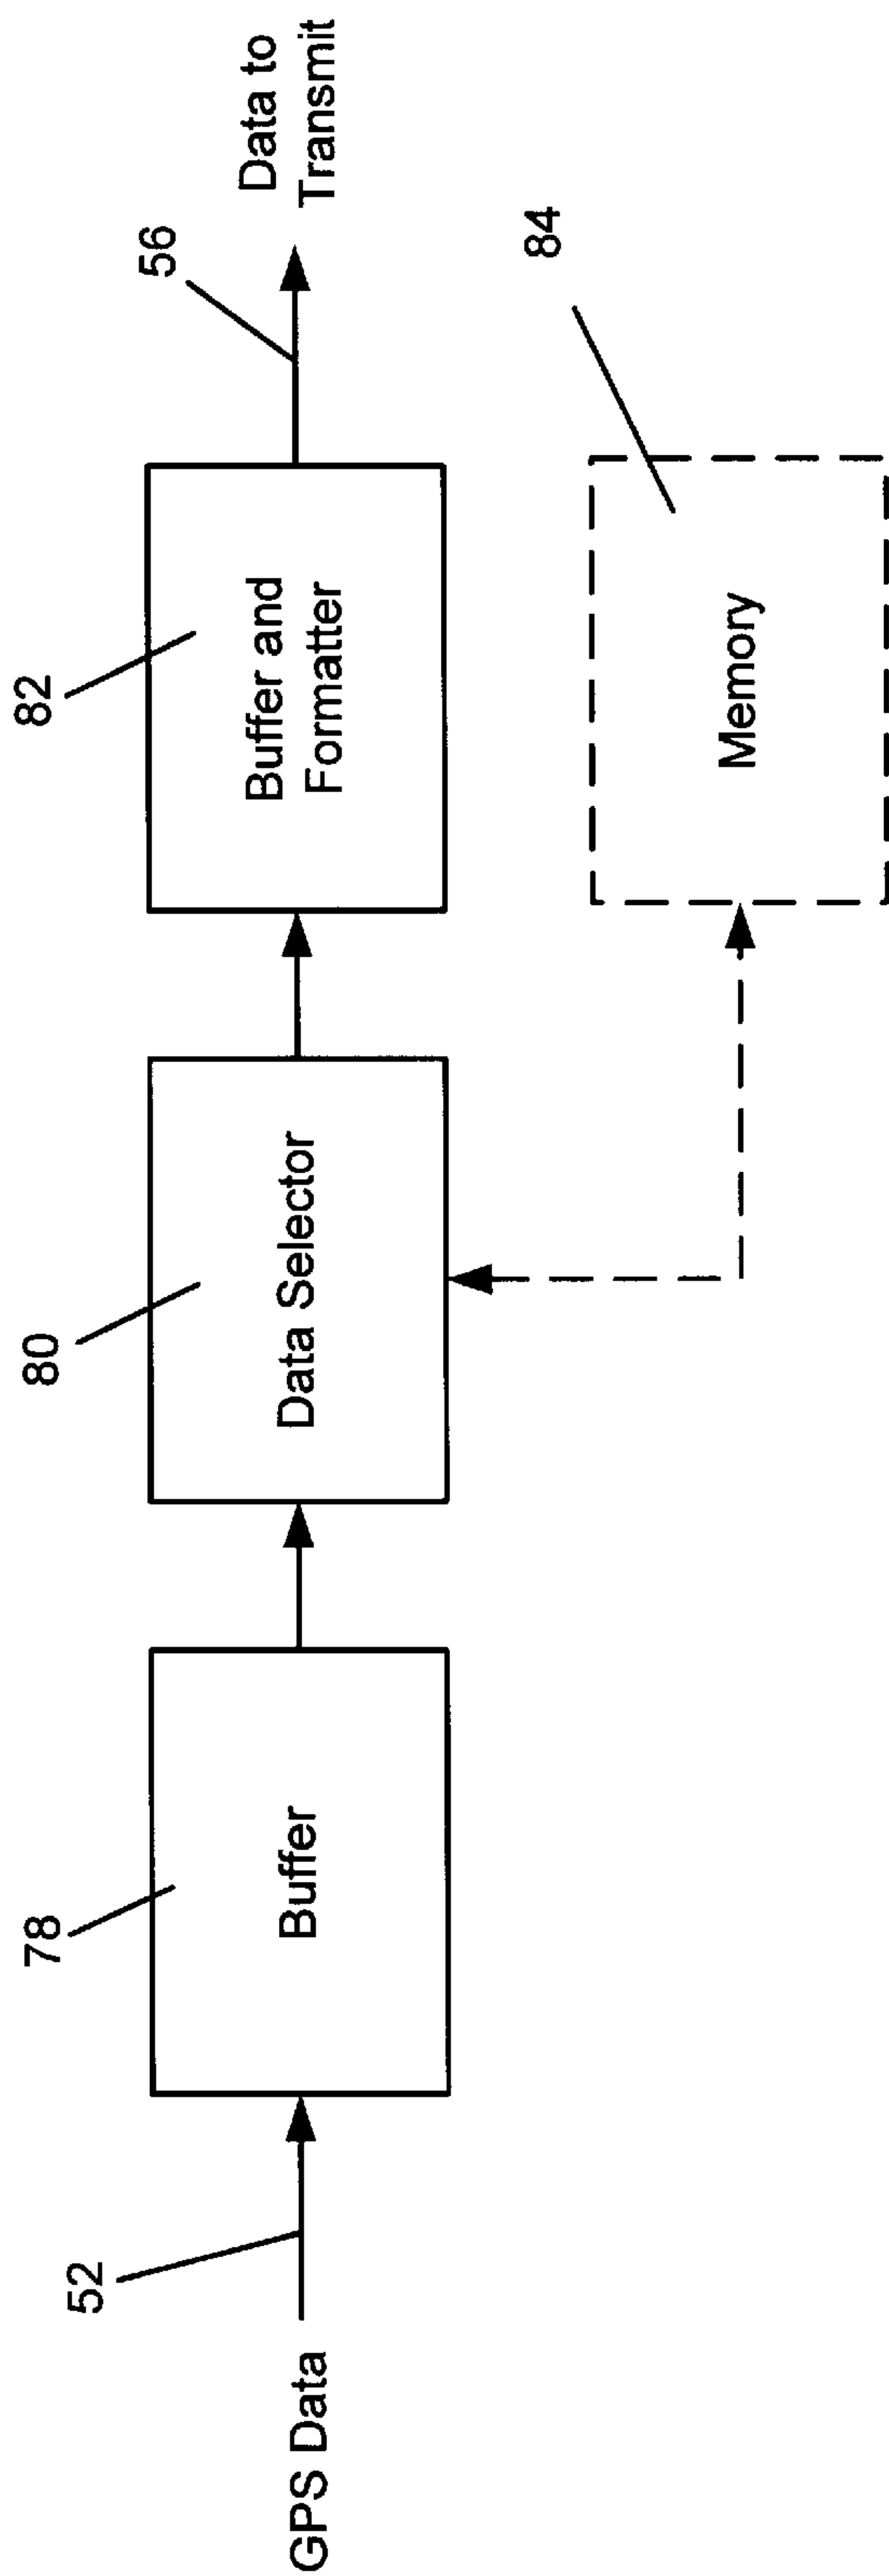 78
80
82
56
Data to
Transmit
52
GPS Data
Buffer
Data Selector
Buffer and
Formatter
84
Memory